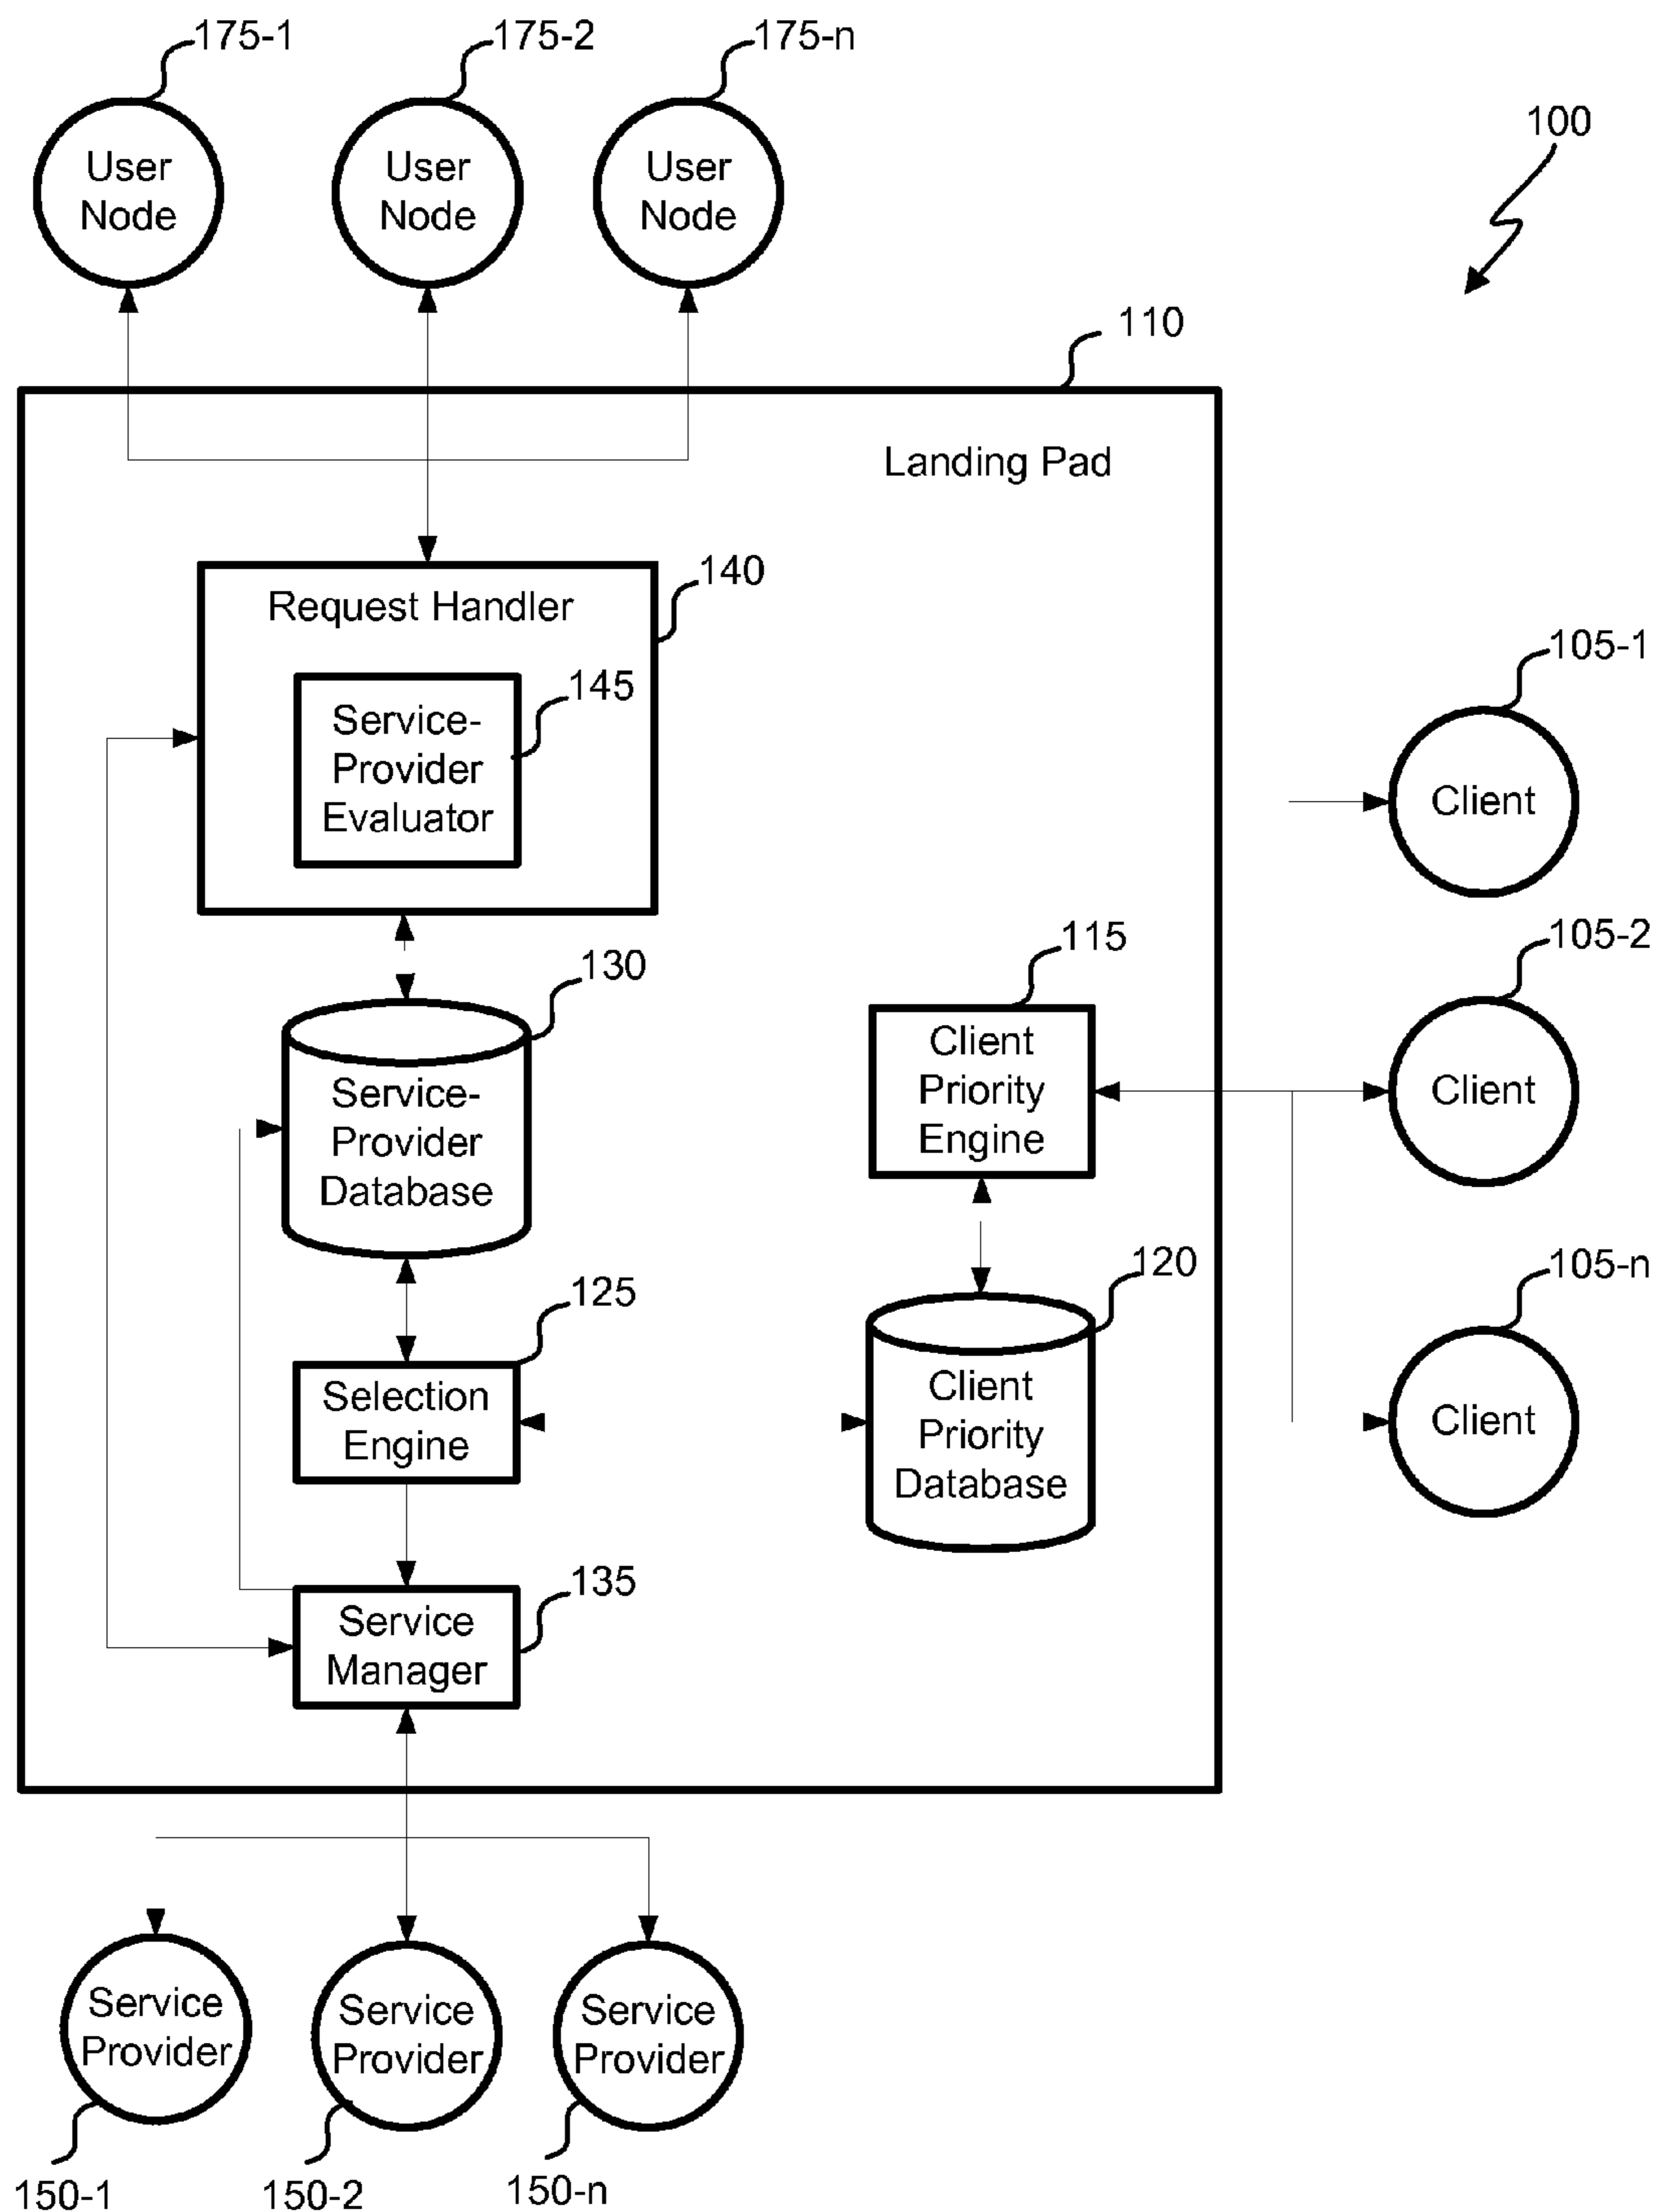 175-1
175-2
175-n
User
Node
User
Node
User
Node
100
110
Landing Pad
140
Request Handler
145
Service-
Provider
Evaluator
105-1
Client
130
Service-
Provider
Database
115
Client
Priority
Engine
105-2
Client
125
Selection
Engine
120
Client
Priority
Database
105-n
Client
135
Service
Manager
Service
Provider
Service
Provider
Service
Provider
150-1
150-2
150-n